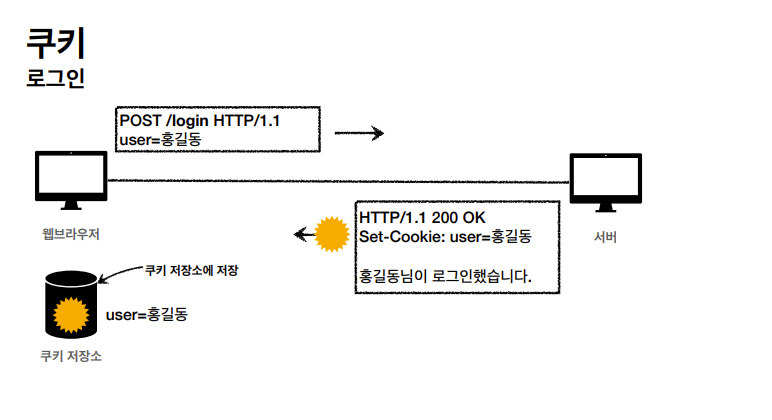 쿠키
로그인
POST /login HTTP/1.1
user=홍길동
웹브라우저
서버
HTTP/1.1 200 OK
Set-Cookie: user=홍길동
홍길동님이 로그인했습니다.
쿠키 저장소에 저장
user=홍길동
쿠키 저장소